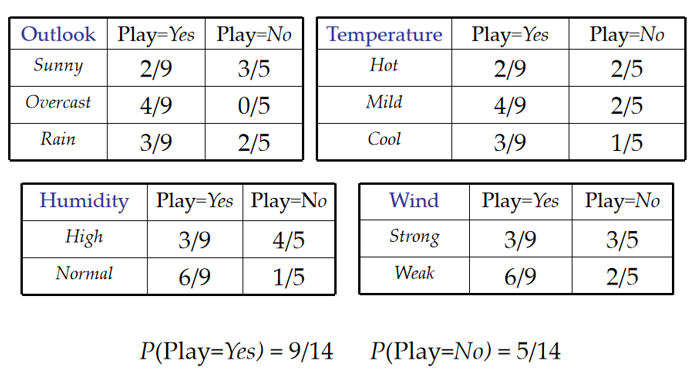 Outlook Play=Yes Play=No
Sunny 2/9 3/5
Overcast 4/9 0/5
Rain 3/9 2/5
Temperature Play=Yes Play=No
Hot 2/9 2/5
Mild 4/9 2/5
Cool 3/9 1/5
Humidity Play=Yes Play=No
High 3/9 4/5
Normal 6/9 1/5
Wind Play=Yes Play=No
Strong 3/9 3/5
Weak 6/9 2/5
P(Play=Yes) = 9/14 P(Play=No) = 5/14